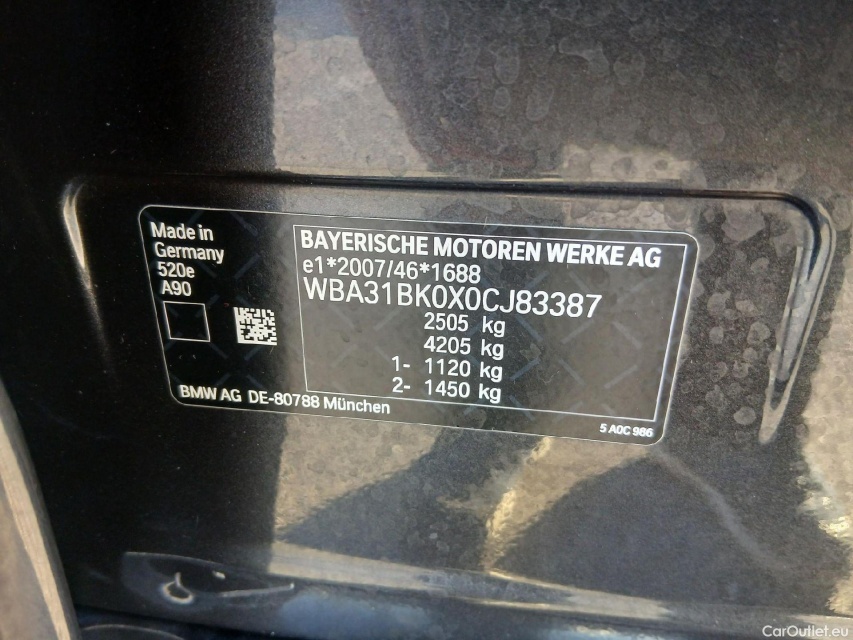 Made in
Germany
520e
A90
BMW AG DE-80788 München
BAYERISCHE MOTOREN WERKE AG
e1*2007/46*1688
WBA31BK0X0CJ83387
2505 kg
4205 kg
1- 1120 kg
2- 1450 kg
5 A0C 986
CarOutlet.eu